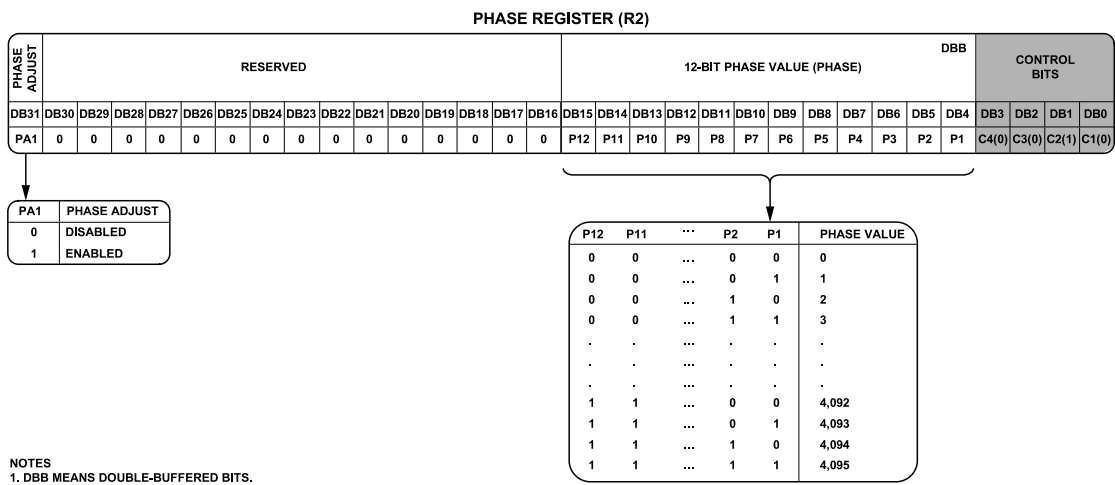 PHASE REGISTER (R2)
PHASE ADJUST RESERVED 12-BIT PHASE VALUE (PHASE) DBB CONTROL BITS
DB31 DB30 DB29 DB28 DB27 DB26 DB25 DB24 DB23 DB22 DB21 DB20 DB19 DB18 DB17 DB16 DB15 DB14 DB13 DB12 DB11 DB10 DB9 DB8 DB7 DB6 DB5 DB4 DB3 DB2 DB1 DB0
PA1 0 0 0 0 0 0 0 0 0 0 0 0 0 0 0 P12 P11 P10 P9 P8 P7 P6 P5 P4 P3 P2 P1 C4(0) C3(0) C2(1) C1(0)
PA1 PHASE ADJUST
0 DISABLED
1 ENABLED
P12 P11 ... P2 P1 PHASE VALUE
0 0 ... 0 0 0
0 0 ... 0 1 1
0 0 ... 1 0 2
0 0 ... 1 1 3
. . ... . . .
. . ... . . .
. . ... . . .
1 1 ... 0 0 4,092
1 1 ... 0 1 4,093
1 1 ... 1 0 4,094
1 1 ... 1 1 4,095
NOTES
1. DBB MEANS DOUBLE-BUFFERED BITS.